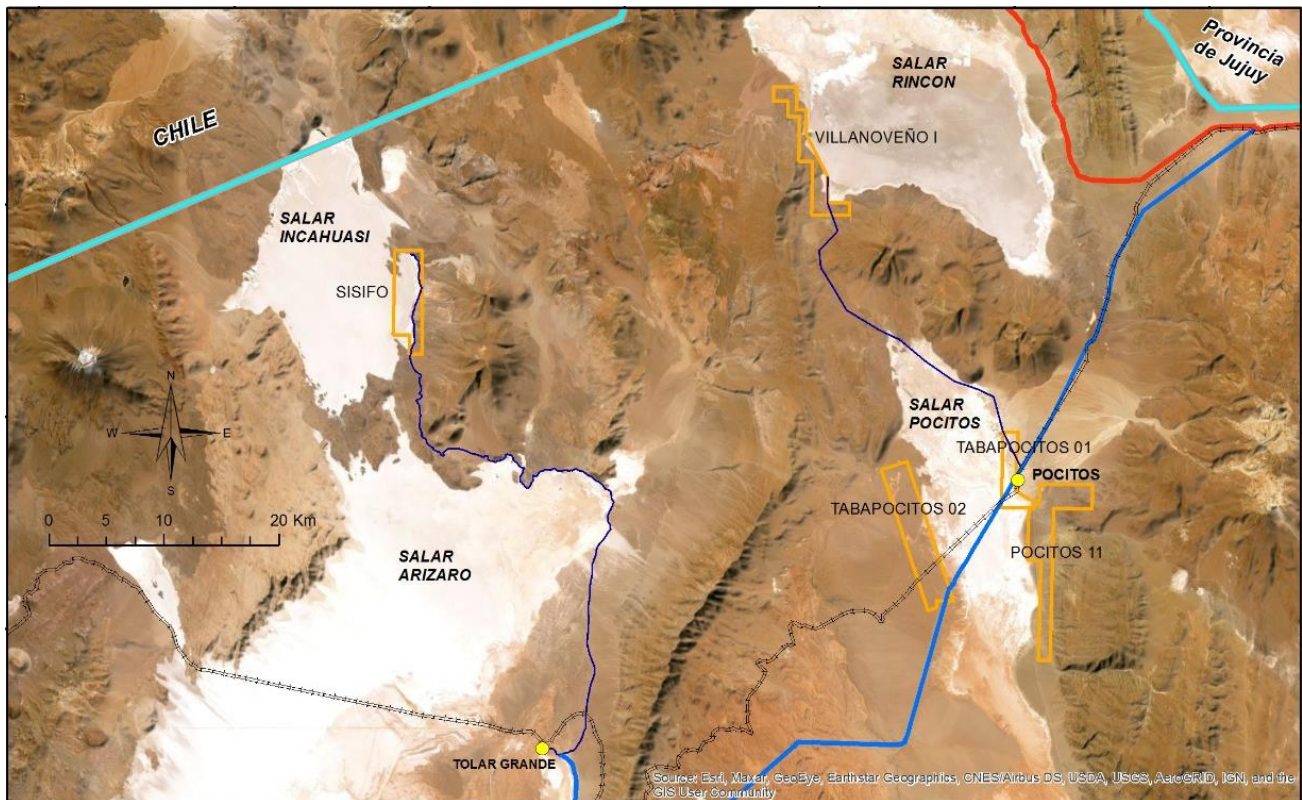 Provincia
de Jujuy
SALAR
RINCON
CHILE
VILLANOVEÑO I
SALAR
INCAHUASI
SISIFO
SALAR
POCITOS
TABAPOCITOS 01
POCITOS
TABAPOCITOS 02
POCITOS 11
N
W
E
S
0 5 10 20 Km
SALAR
ARIZARO
TOLAR GRANDE
Source: Esri, Maxar, GeoEye, Earthstar Geographics, CNES/Airbus DS, USDA, USGS, AeroGRID, IGN, and the
GIS User Community